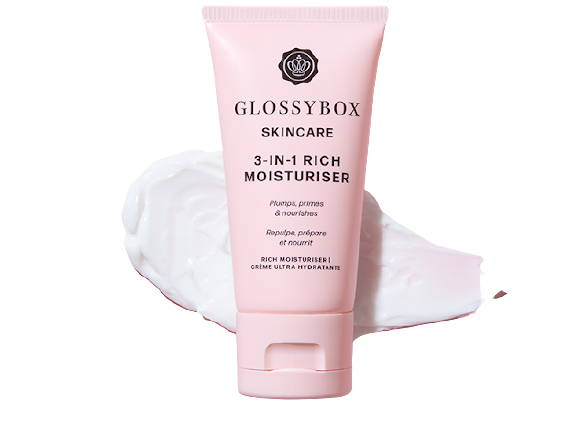 GLOSSYBOX
SKINCARE
3-IN-1 RICH
MOISTURISER
Plumps, primes
& nourishes
Repulpe, prépare
et nourrit
RICH MOISTURISER |
CRÈME ULTRA HYDRATANTE